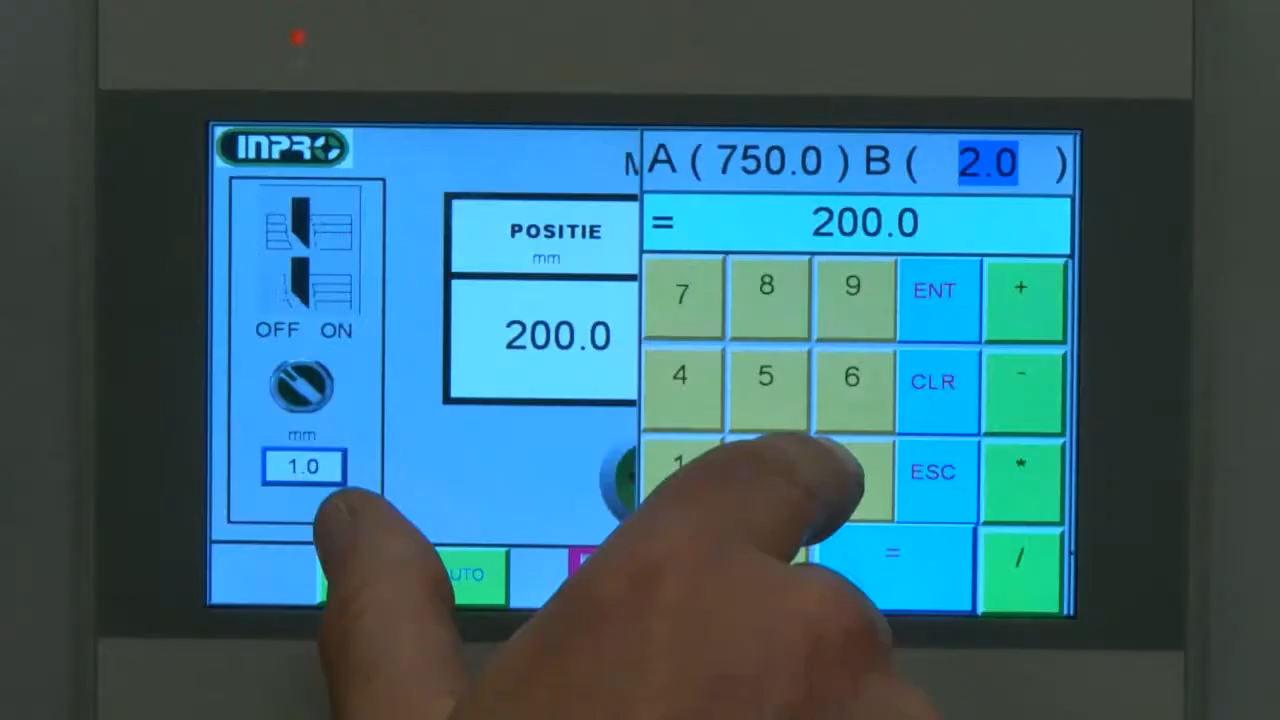 INPRO
A ( 750.0 ) B ( 2.0 )
= 200.0
POSITIE
mm
200.0
OFF ON
mm
1.0
7 8 9 ENT +
4 5 6 CLR -
1 ESC *
= /